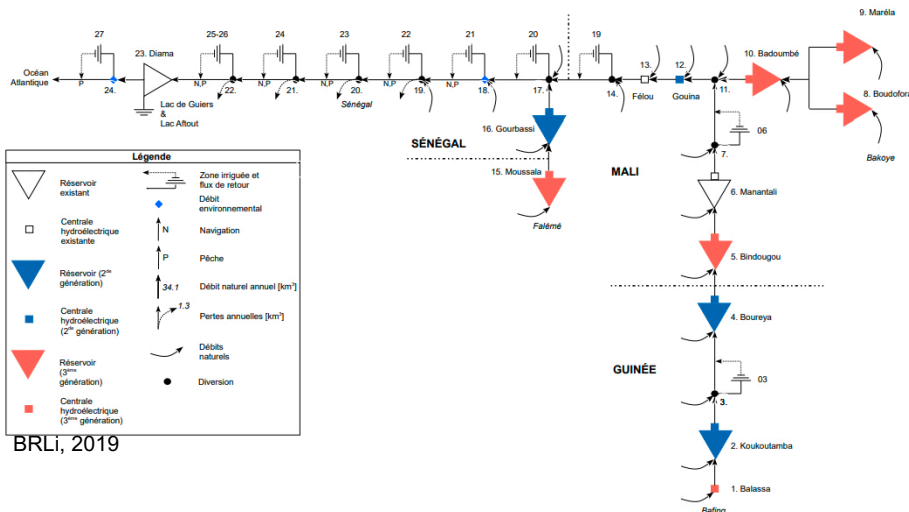 9. Maréla
27
25-26
24
23
22
21
20
19
23. Diama
10. Badoumbé
13.
12.
Océan
Atlantique
P
24.
N,P
22.
N,P
21.
20.
N,P
19.
N,P
18.
17.
14.
Félou
Gouina
11.
8. Boudofora
Lac de Guiers
&
Lac Aftout
Sénégal
16. Gourbassi
SÉNÉGAL
MALI
06
Bakoye
7.
15. Moussala
Falémé
6. Manantali
5. Bindougou
4. Boureya
GUINÉE
03
3.
2. Koukoutamba
1. Balassa
Bafing
Légende
Réservoir
existant
Zone irriguée et
flux de retour
Débit
environnemental
Centrale
hydroélectrique
existante
N
Navigation
P
Pêche
Réservoir (2de
génération)
34.1
Débit naturel annuel [km3]
1.3
Pertes annuelles [km3]
Centrale
hydroélectrique
(2de génération)
Débits
naturels
Réservoir
(3ème
génération)
Diversion
Centrale
hydroélectrique
(3ème génération)
BRLi, 2019